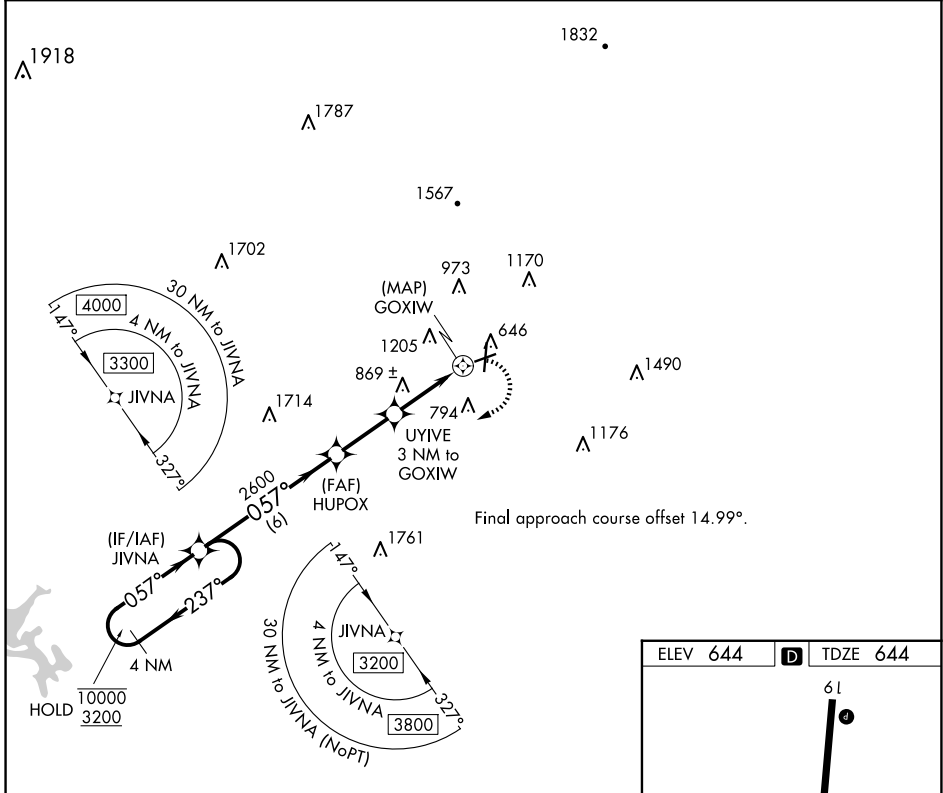 1832
1918
1787
1567
1702
973
1170
(MAP)
GOXIW
646
1205
4000
30 NM to JIVNA
147°
4 NM to JIVNA
3300
JIVNA
327°
869 ±
1490
1714
794
UYIVE
3 NM to
GOXIW
1176
2600
057°
(6)
(FAF)
HUPOX
Final approach course offset 14.99°.
(IF/IAF)
JIVNA
1761
057°
237°
4 NM
HOLD
10000
3200
147°
JIVNA
3200
4 NM to JIVNA
3800
327°
30 NM to JIVNA (NoPT)
ELEV 644
D
TDZE 644
19
P